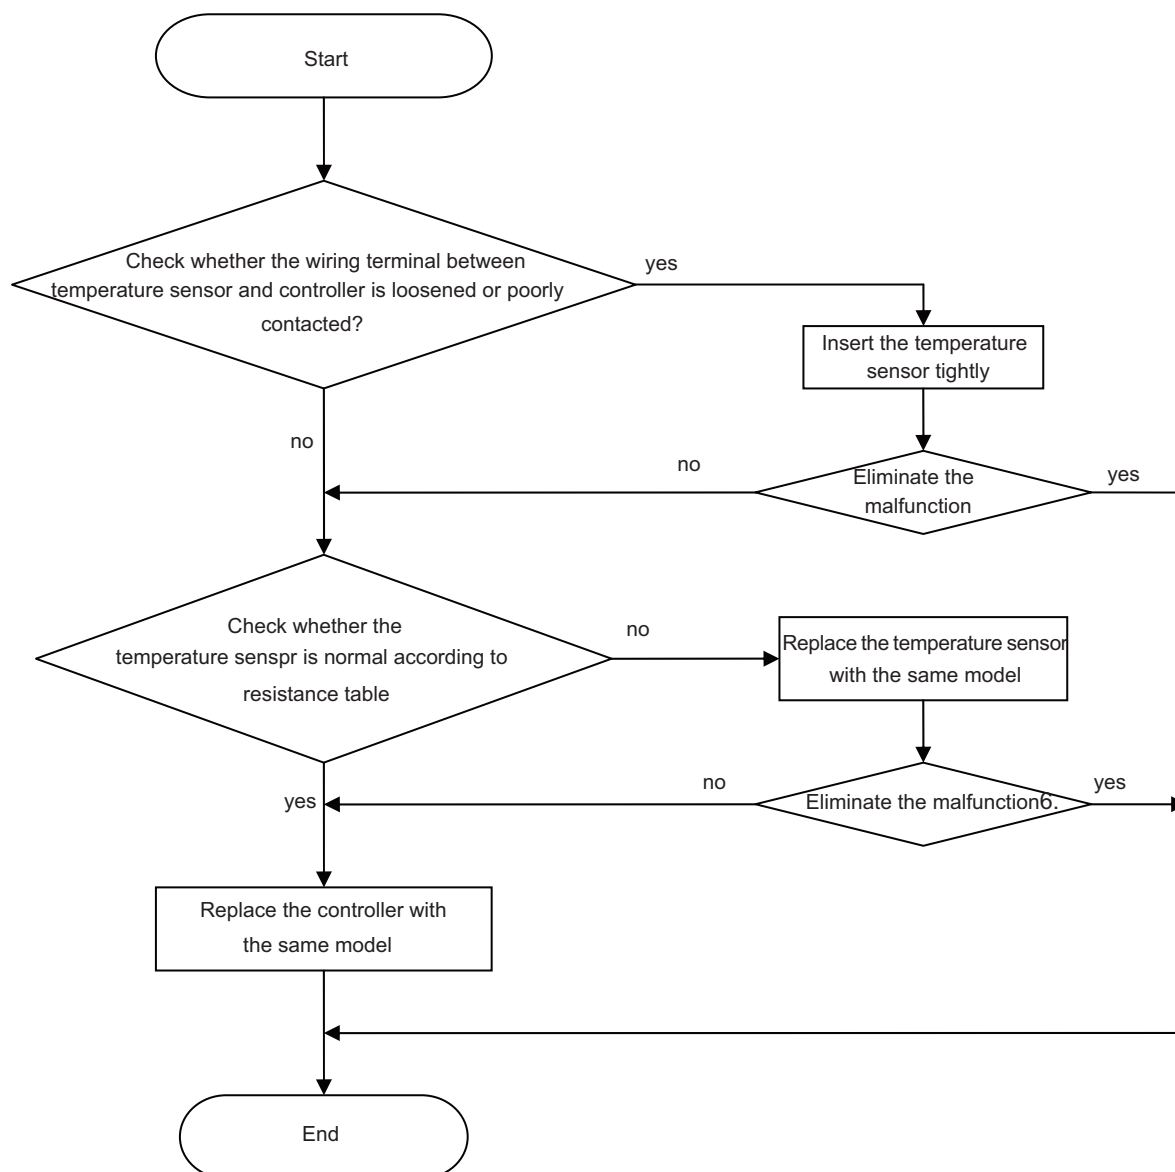 Start
Check whether the wiring terminal between
temperature sensor and controller is loosened or poorly
contacted?
yes
Insert the temperature
sensor tightly
no
no
Eliminate the
malfunction
yes
Check whether the
temperature senspr is normal according to
resistance table
no
Replace the temperature sensor
with the same model
yes
no
Eliminate the malfunction6.
yes
Replace the controller with
the same model
End